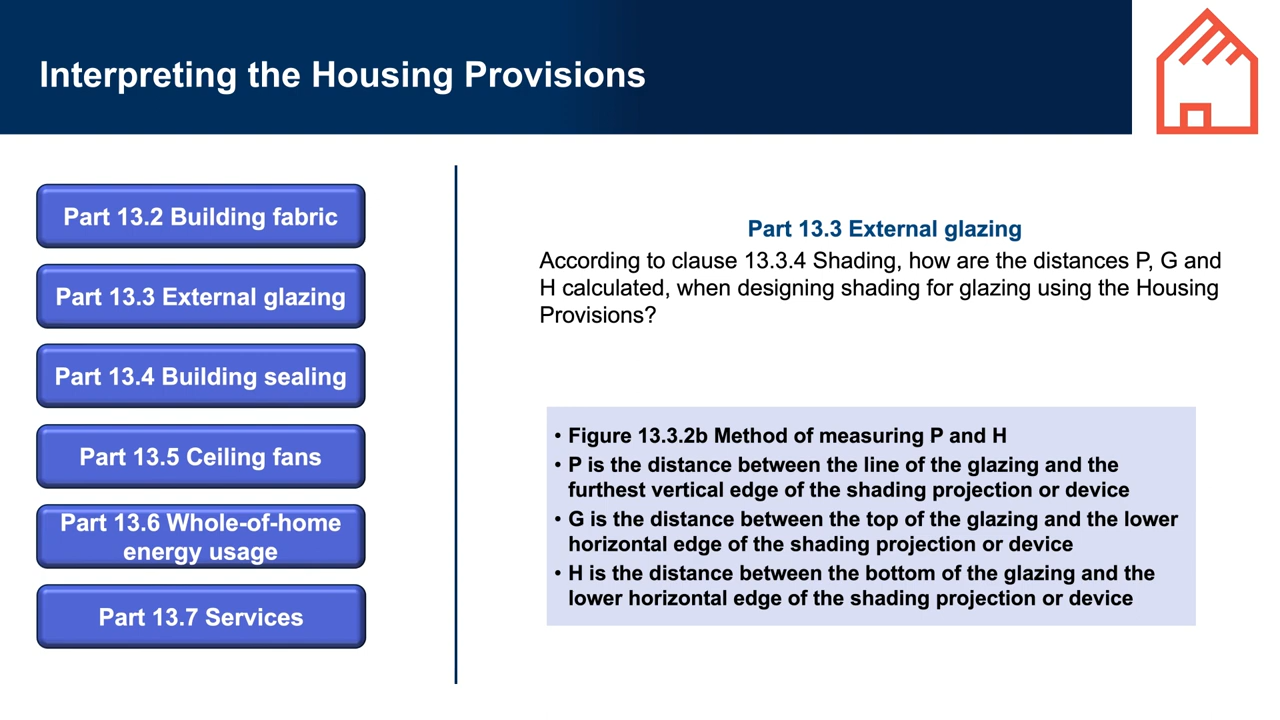 Interpreting the Housing Provisions
Part 13.2 Building fabric
Part 13.3 External glazing
Part 13.4 Building sealing
Part 13.5 Ceiling fans
Part 13.6 Whole-of-home
energy usage
Part 13.7 Services
Part 13.3 External glazing
According to clause 13.3.4 Shading, how are the distances P, G and
H calculated, when designing shading for glazing using the Housing
Provisions?
• Figure 13.3.2b Method of measuring P and H
• P is the distance between the line of the glazing and the
furthest vertical edge of the shading projection or device
• G is the distance between the top of the glazing and the lower
horizontal edge of the shading projection or device
• H is the distance between the bottom of the glazing and the
lower horizontal edge of the shading projection or device